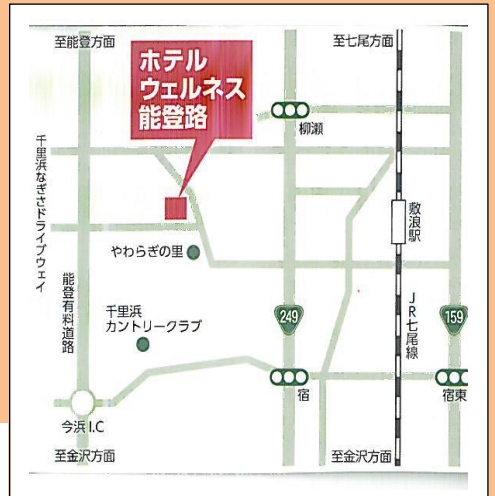 至能登方面
至七尾方面
ホテル
ウェルネス
能登路
柳瀬
千里浜なぎさドライブウェイ
敷浪駅
やわらぎの里
能登有料道路
千里浜
カントリークラブ
249
JR七尾線
159
宿
宿東
今浜I.C
至金沢方面
至金沢方面